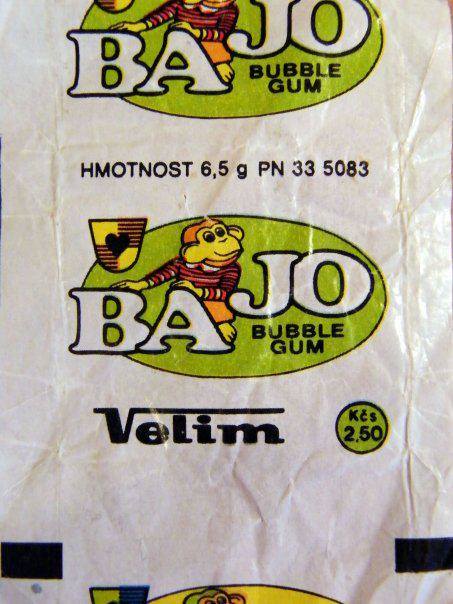 BAJO
BUBBLE
GUM
HMOTNOST 6,5 g PN 33 5083
BAJO
BUBBLE
GUM
Velim
Kčs
2,50